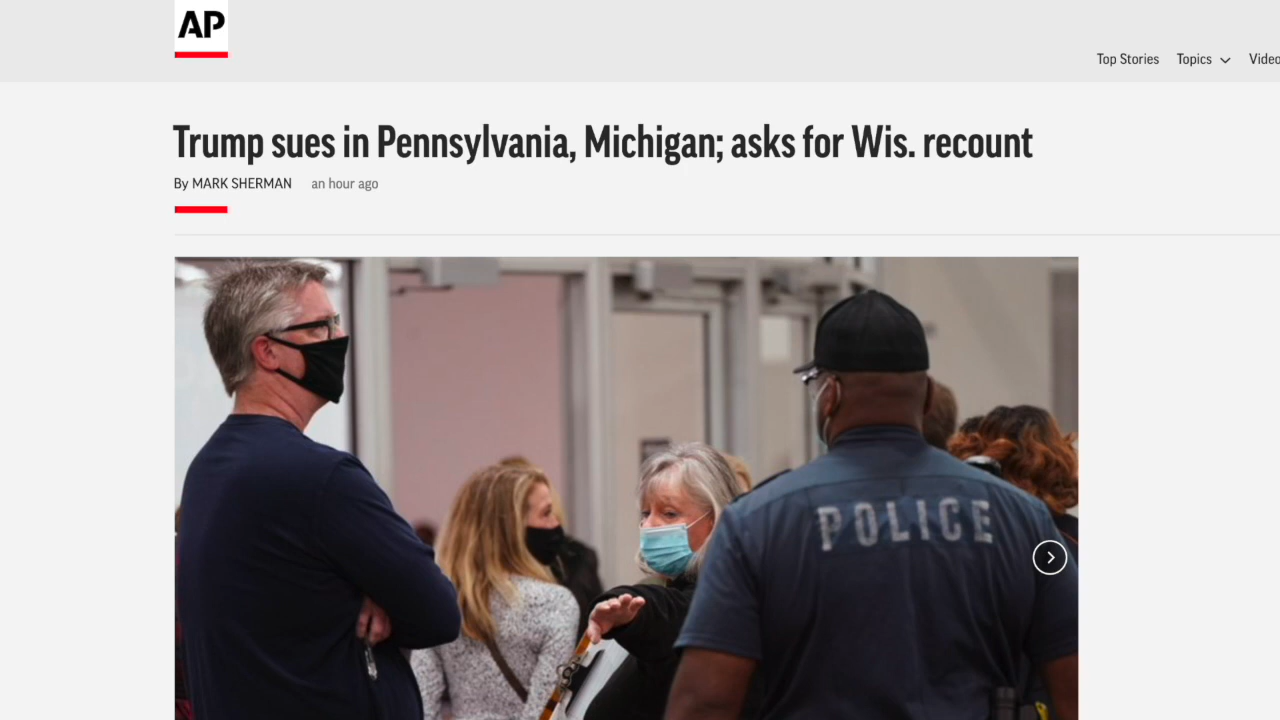 AP
Top Stories Topics Video
Trump sues in Pennsylvania, Michigan; asks for Wis. recount
By MARK SHERMAN an hour ago
POLICE